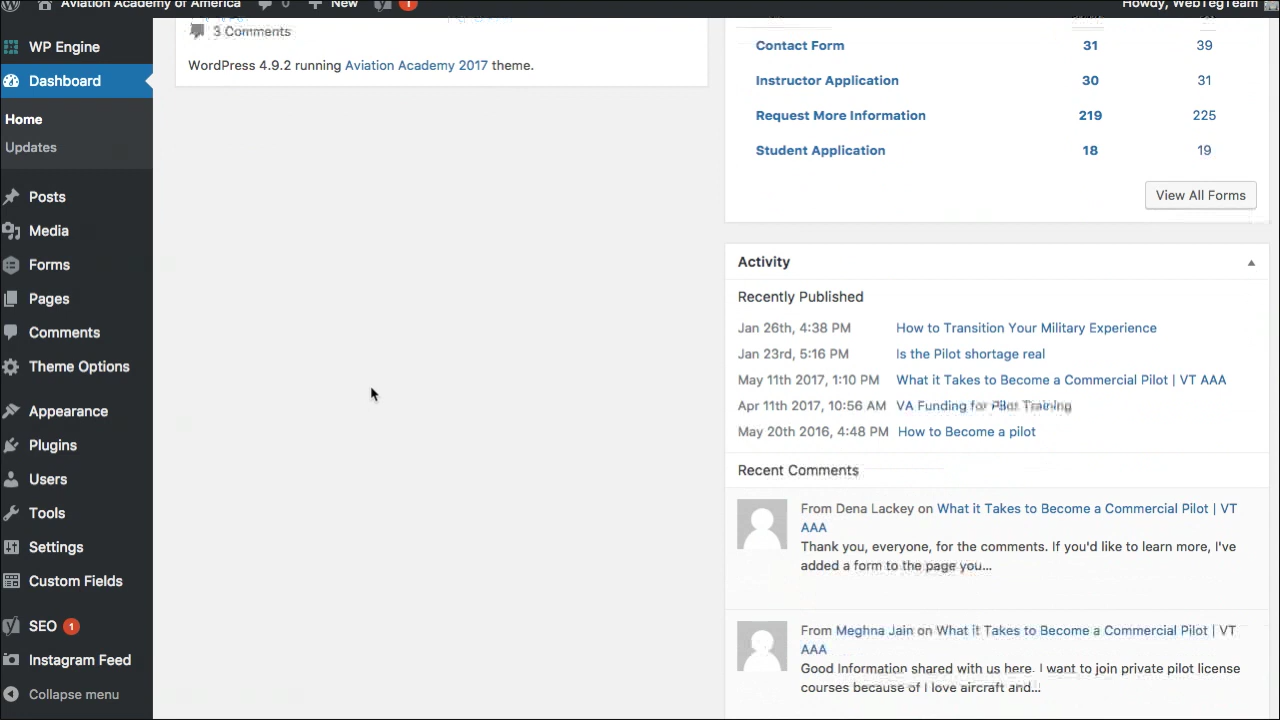 Aviation Academy of America 0 New 1 Howdy, WebTegTeam
WP Engine
Dashboard
Home
Updates
Posts
Media
Forms
Pages
Comments
Theme Options
Appearance
Plugins
Users
Tools
Settings
Custom Fields
SEO 1
Instagram Feed
Collapse menu
3 Comments
WordPress 4.9.2 running Aviation Academy 2017 theme.
Contact Form 31 39
Instructor Application 30 31
Request More Information 219 225
Student Application 18 19
View All Forms
Activity
Recently Published
Jan 26th, 4:38 PM How to Transition Your Military Experience
Jan 23rd, 5:16 PM Is the Pilot shortage real
May 11th 2017, 1:10 PM What it Takes to Become a Commercial Pilot | VT AAA
Apr 11th 2017, 10:56 AM VA Funding for Pilot Training
May 20th 2016, 4:48 PM How to Become a pilot
Recent Comments
From Dena Lackey on What it Takes to Become a Commercial Pilot | VT
AAA
Thank you, everyone, for the comments. If you'd like to learn more, I've
added a form to the page you...
From Meghna Jain on What it Takes to Become a Commercial Pilot | VT
AAA
Good Information shared with us here. I want to join private pilot license
courses because of I love aircraft and...